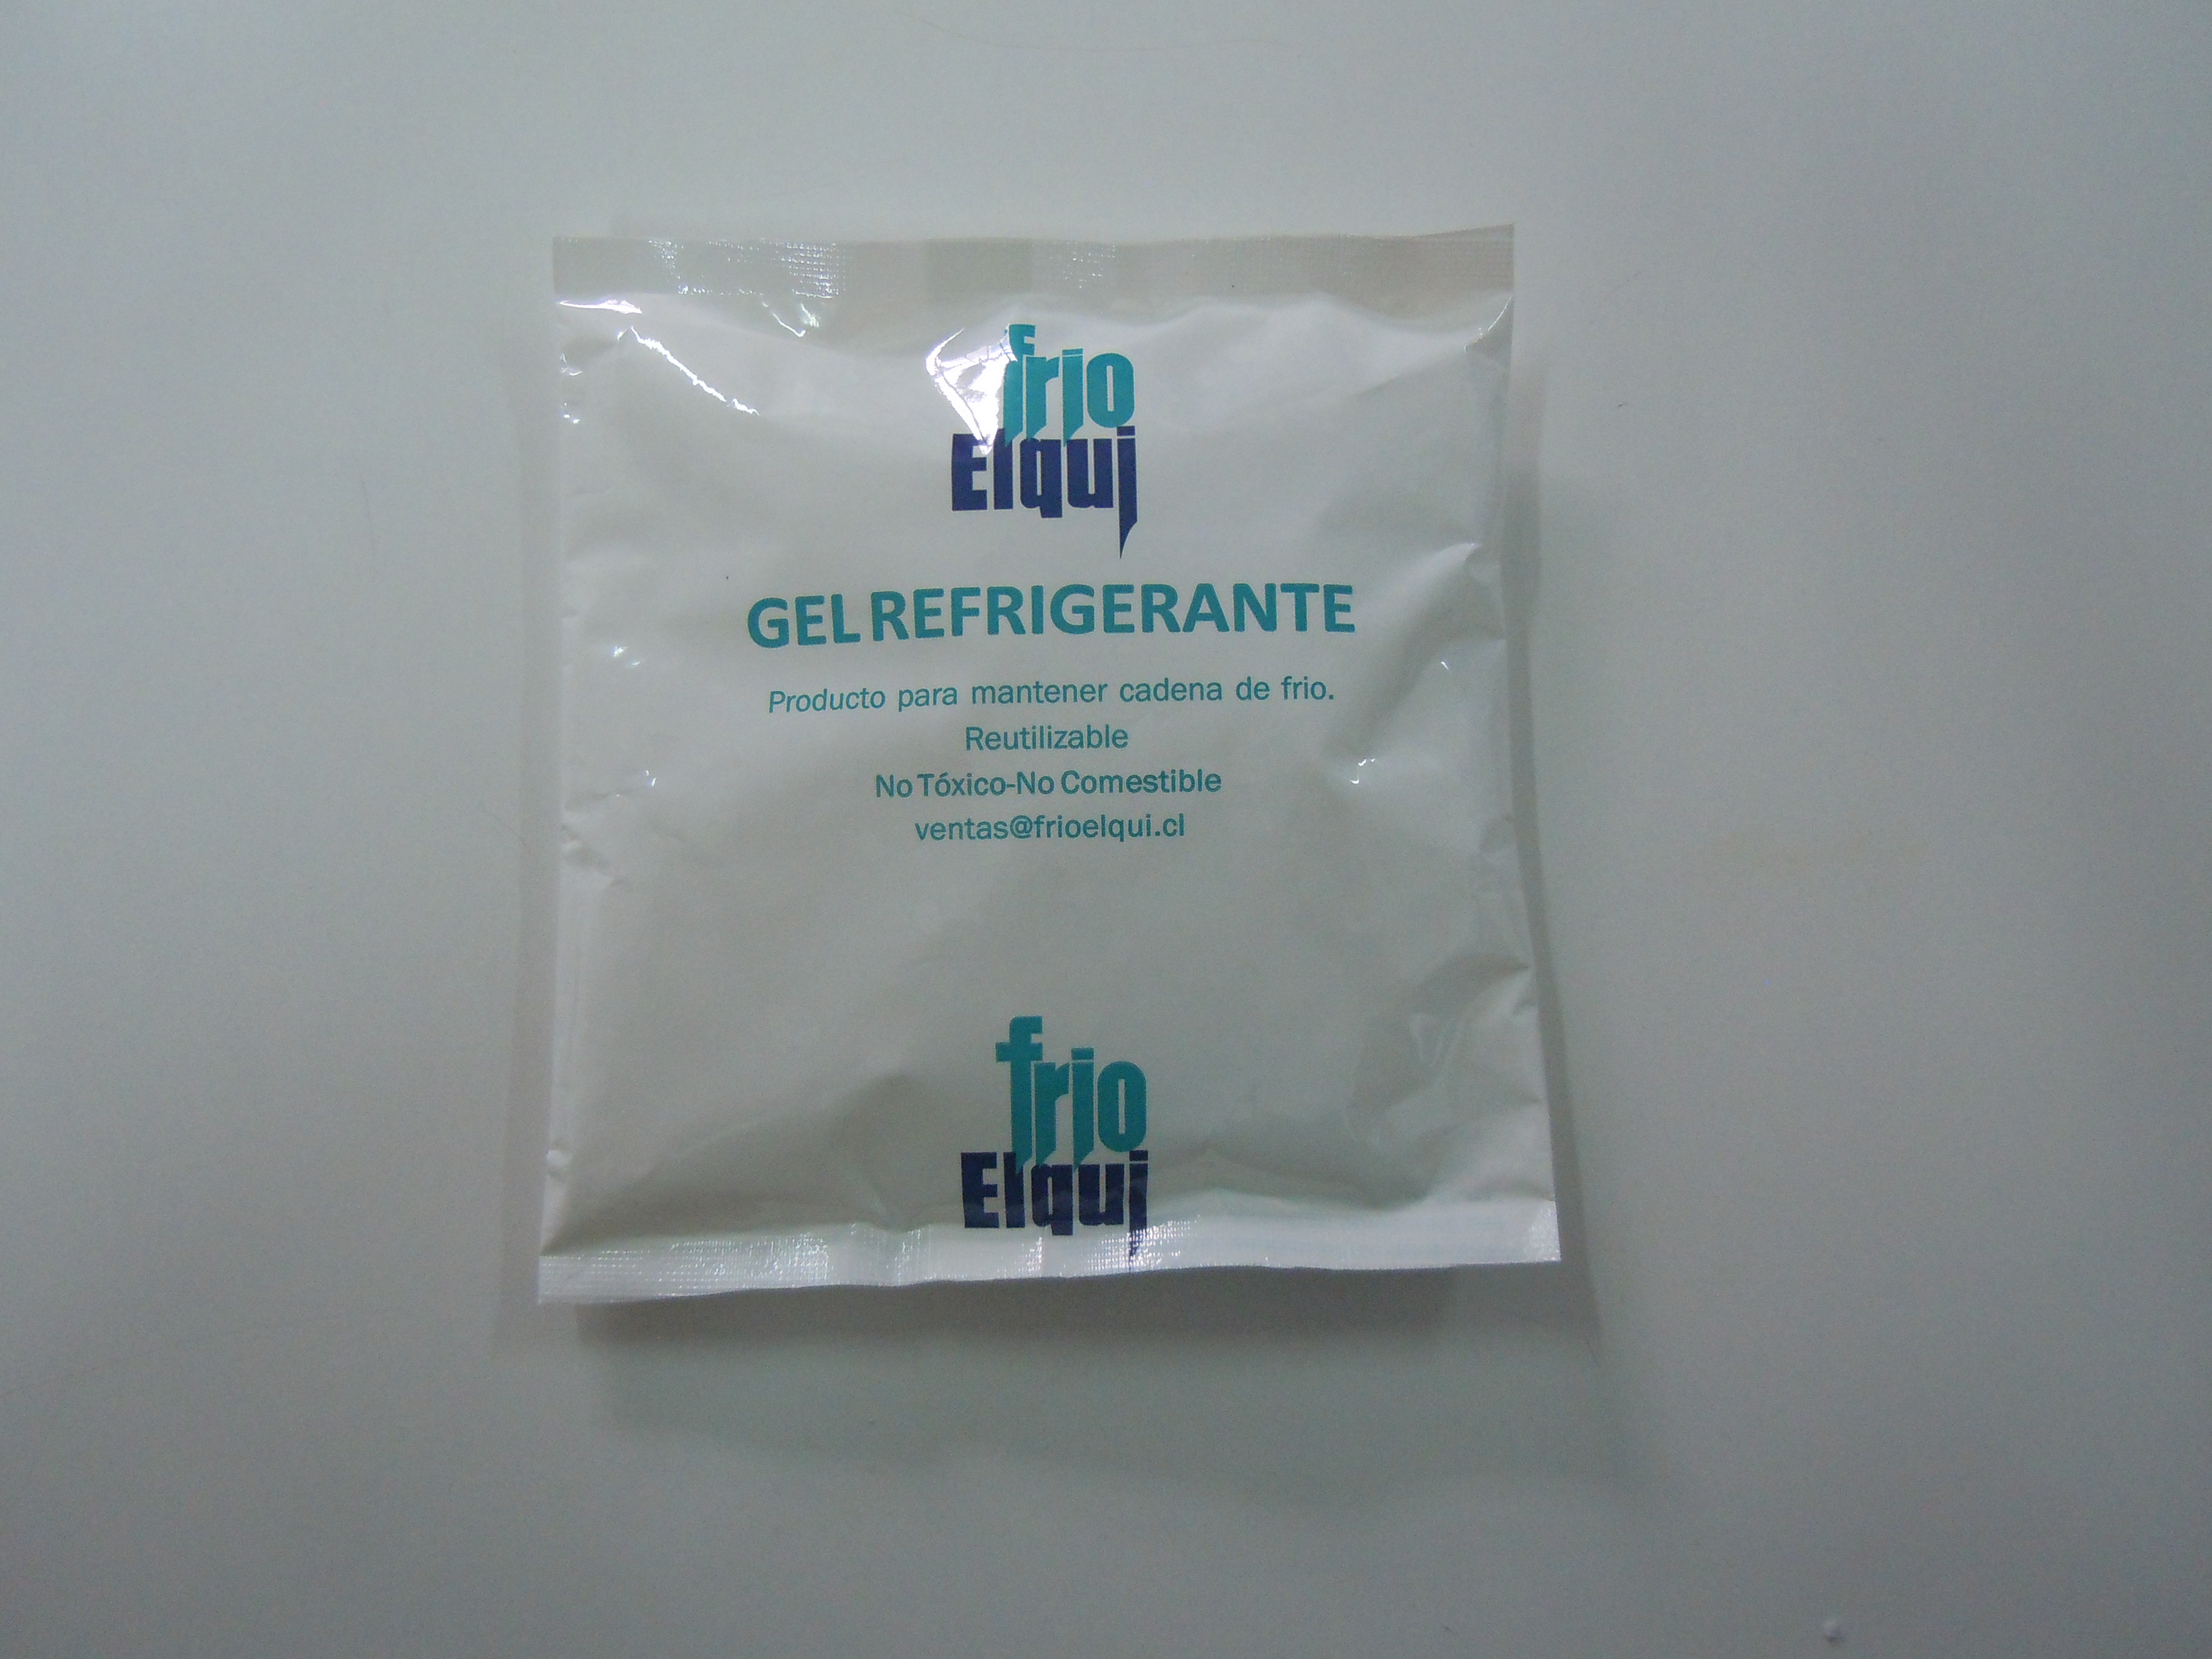 frio
Elqui
GEL REFRIGERANTE
Producto para mantener cadena de frio.
Reutilizable
No Tóxico-No Comestible
ventas@frioelqui.cl
frio
Elqui